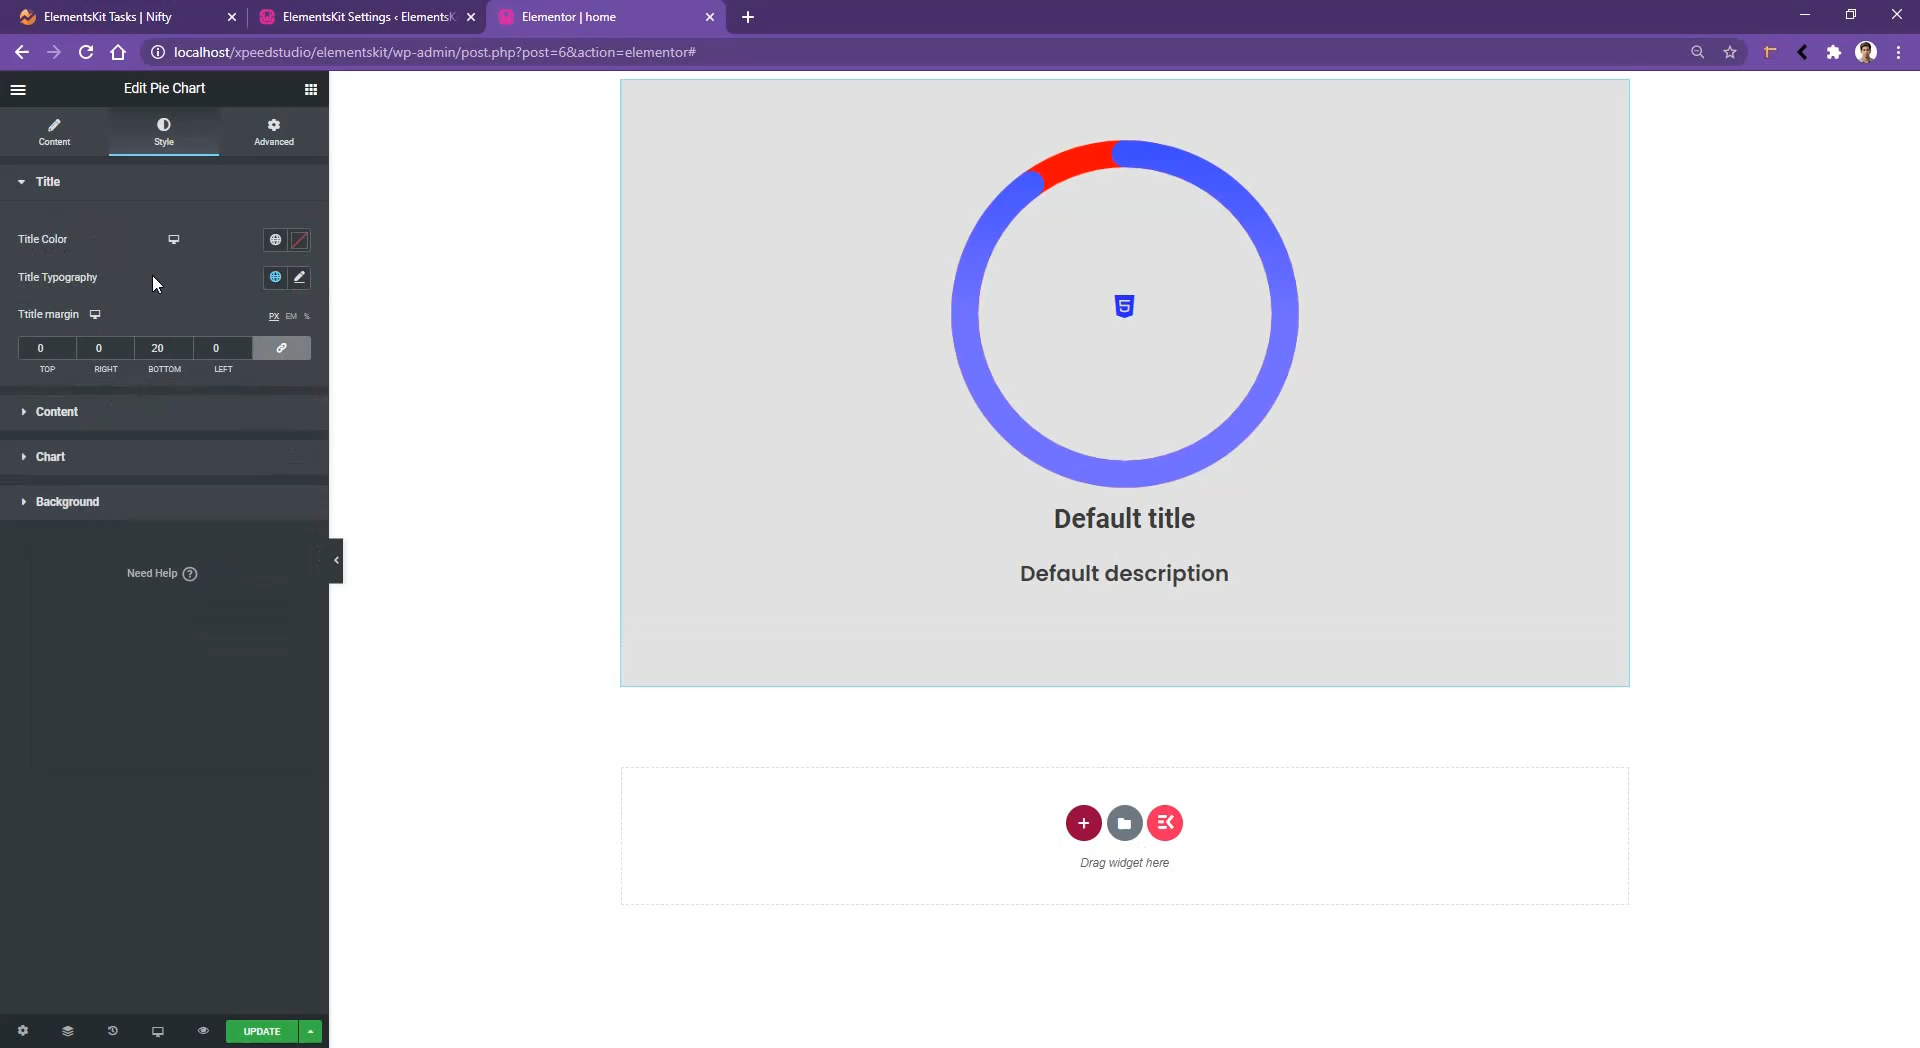 ElementsKit Tasks | Nifty
ElementsKit Settings ‹ ElementsK
Elementor | home
localhost/xpeedstudio/elementskit/wp-admin/post.php?post=6&action=elementor#
Edit Pie Chart
Content
Style
Advanced
Title
Title Color
Title Typography
Ttitle margin
PX EM %
0 0 20 0
TOP RIGHT BOTTOM LEFT
Content
Chart
Background
Need Help ?
UPDATE
5
Default title
Default description
Drag widget here